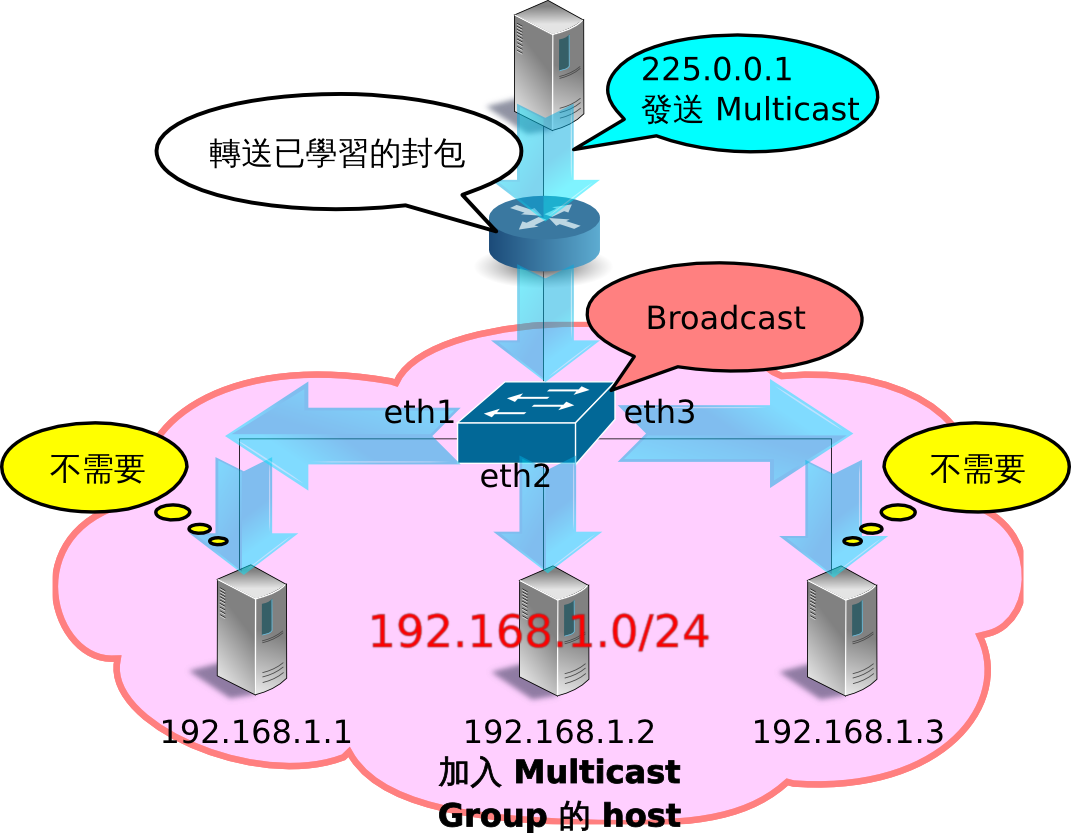 225.0.0.1
發送 Multicast
轉送已學習的封包
Broadcast
eth1
eth3
eth2
不需要
不需要
192.168.1.0/24
192.168.1.1
192.168.1.2
192.168.1.3
加入 Multicast
Group 的 host